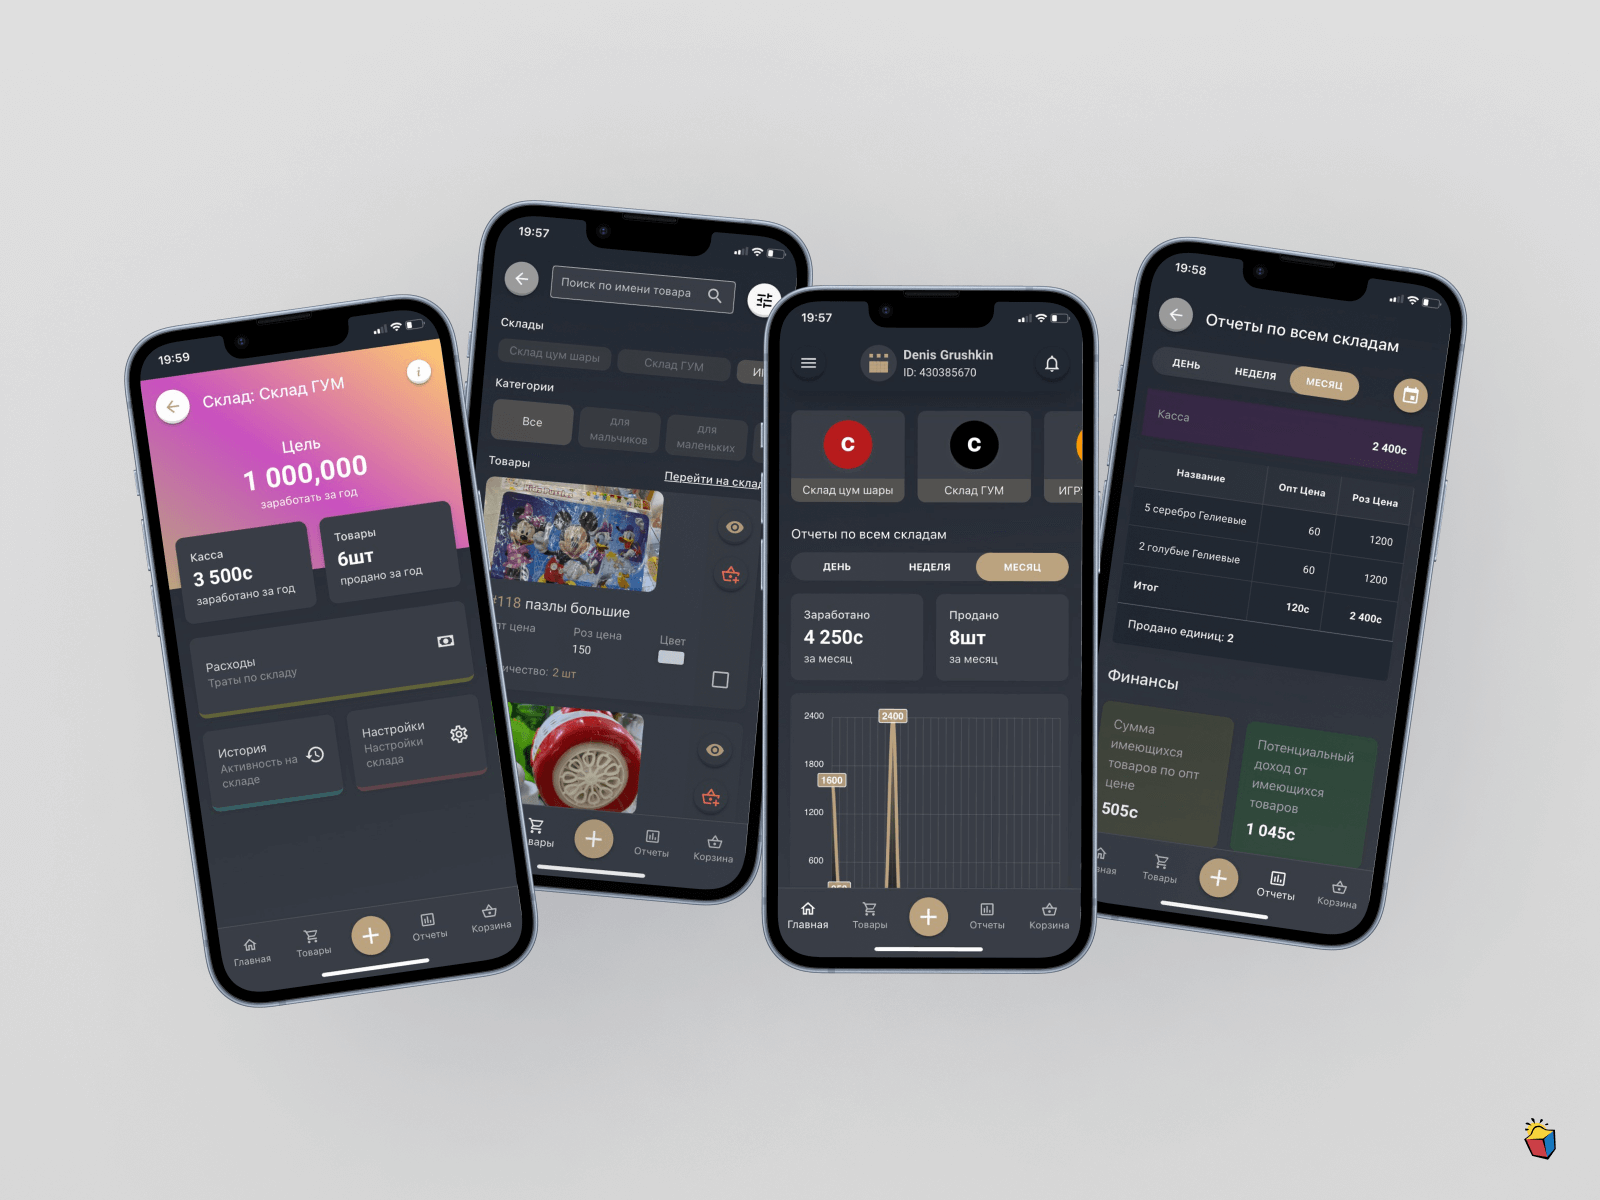 19:59
Склад: Склад ГУМ
Цель
1 000,000
заработать за год
Касса
3 500с
заработано за год
Товары
6шт
продано за год
Расходы
Траты по складу
История
Активность на
складе
Настройки
Настройки
склада
Главная
Товары
Отчеты
Корзина
19:57
Поиск по имени товара
Склады
Склад цум шары
Склад ГУМ
Категории
Все
для
мальчиков
для
маленьких
Товары
Перейти на склад
#118 пазлы большие
пт цена
Роз цена
150
Цвет
ичество: 2 шт
вары
Отчеты
Корзина
19:57
Denis Grushkin
ID: 430385670
C
Склад цум шары
C
Склад ГУМ
ИГР
Отчеты по всем складам
ДЕНЬ
НЕДЕЛЯ
МЕСЯЦ
Заработано
4 250с
за месяц
Продано
8шт
за месяц
2400
2400
1800
1600
1200
600
Главная
Товары
Отчеты
Корзина
19:58
Отчеты по всем складам
ДЕНЬ
НЕДЕЛЯ
МЕСЯЦ
Касса
2 400с
Название
Опт Цена
Роз Цена
5 серебро Гелиевые
60
1200
2 голубые Гелиевые
60
1200
Итог
120с
2 400с
Продано единиц: 2
Финансы
Сумма
имеющихся
товаров по опт
цене
505с
Потенциальный
доход от
имеющихся
товаров
1 045с
вная
Товары
Отчеты
Корзина